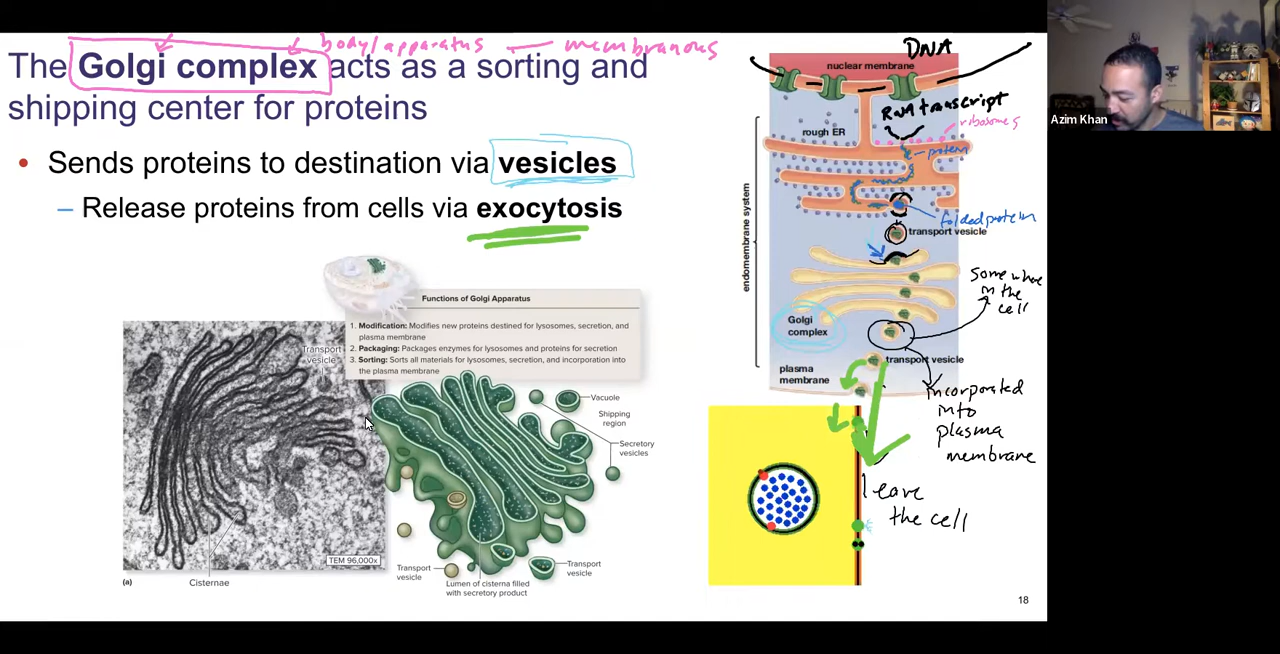 body/apparatus — membranous
The Golgi complex acts as a sorting and
shipping center for proteins
• Sends proteins to destination via vesicles
– Release proteins from cells via exocytosis
Functions of Golgi Apparatus
1. Modification: Modifies new proteins destined for lysosomes, secretion, and
plasma membrane
2. Packaging: Packages enzymes for lysosomes and proteins for secretion
3. Sorting: Sorts all materials for lysosomes, secretion, and incorporation into
the plasma membrane
Transport
vesicle
Vacuole
Shipping
region
Secretory
vesicles
TEM 96,000x
(a)
Cisternae
Transport
vesicle
Lumen of cisterna filled
with secretory product
Transport
vesicle
DNA
nuclear membrane
RNA transcript
rough ER
ribosomes
protein
folded protein
transport vesicle
endomembrane system
Somewhere
in the
cell
Golgi
complex
transport vesicle
plasma
membrane
incorporated
into
plasma
membrane
leave
the cell
18
Azim Khan